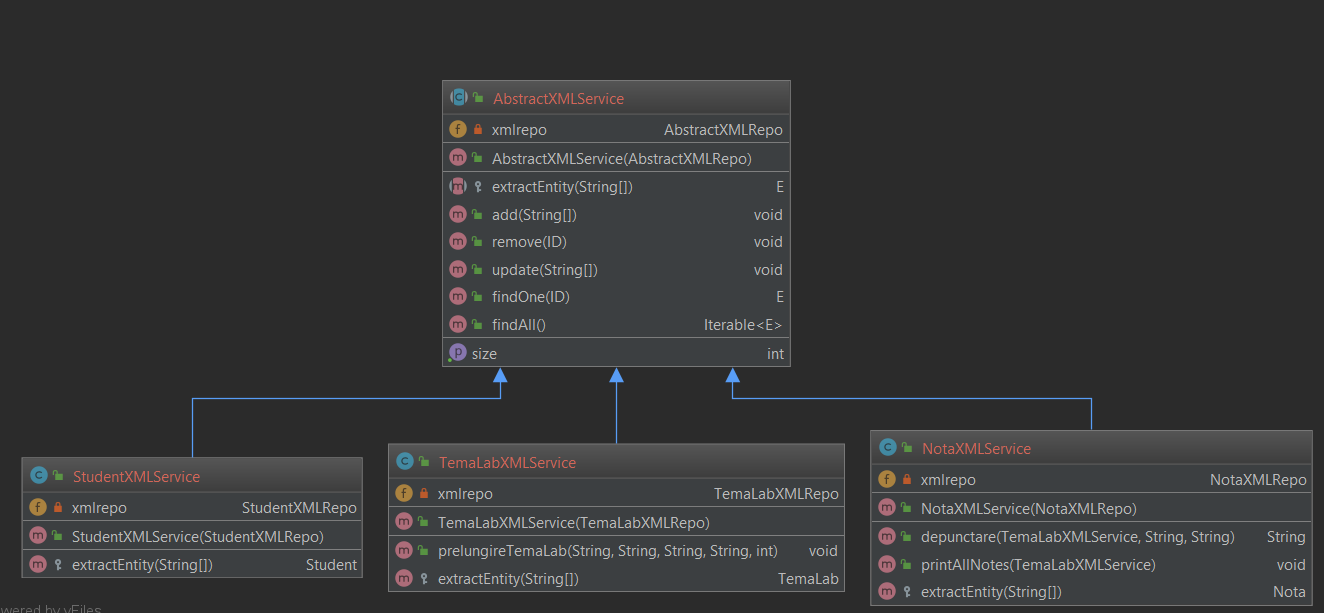 AbstractXMLService
xmlrepo AbstractXMLRepo
AbstractXMLService(AbstractXMLRepo)
extractEntity(String[]) E
add(String[]) void
remove(ID) void
update(String[]) void
findOne(ID) E
findAll() Iterable<E>
size int
StudentXMLService
xmlrepo StudentXMLRepo
StudentXMLService(StudentXMLRepo)
extractEntity(String[]) Student
TemaLabXMLService
xmlrepo TemaLabXMLRepo
TemaLabXMLService(TemaLabXMLRepo)
prelungireTemaLab(String, String, String, String, int) void
extractEntity(String[]) TemaLab
NotaXMLService
xmlrepo NotaXMLRepo
NotaXMLService(NotaXMLRepo)
depunctare(TemaLabXMLService, String, String) String
printAllNotes(TemaLabXMLService) void
extractEntity(String[]) Nota
wered by yFiles